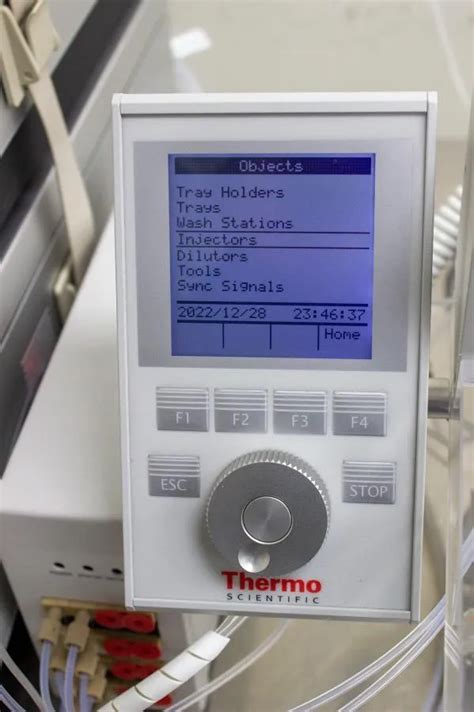 Objects
Tray Holders
Trays
Wash Stations
Injectors
Dilutors
Tools
Sync Signals
2022/12/28 23:46:37
Home
F1 F2 F3 F4
ESC STOP
Thermo
SCIENTIFIC